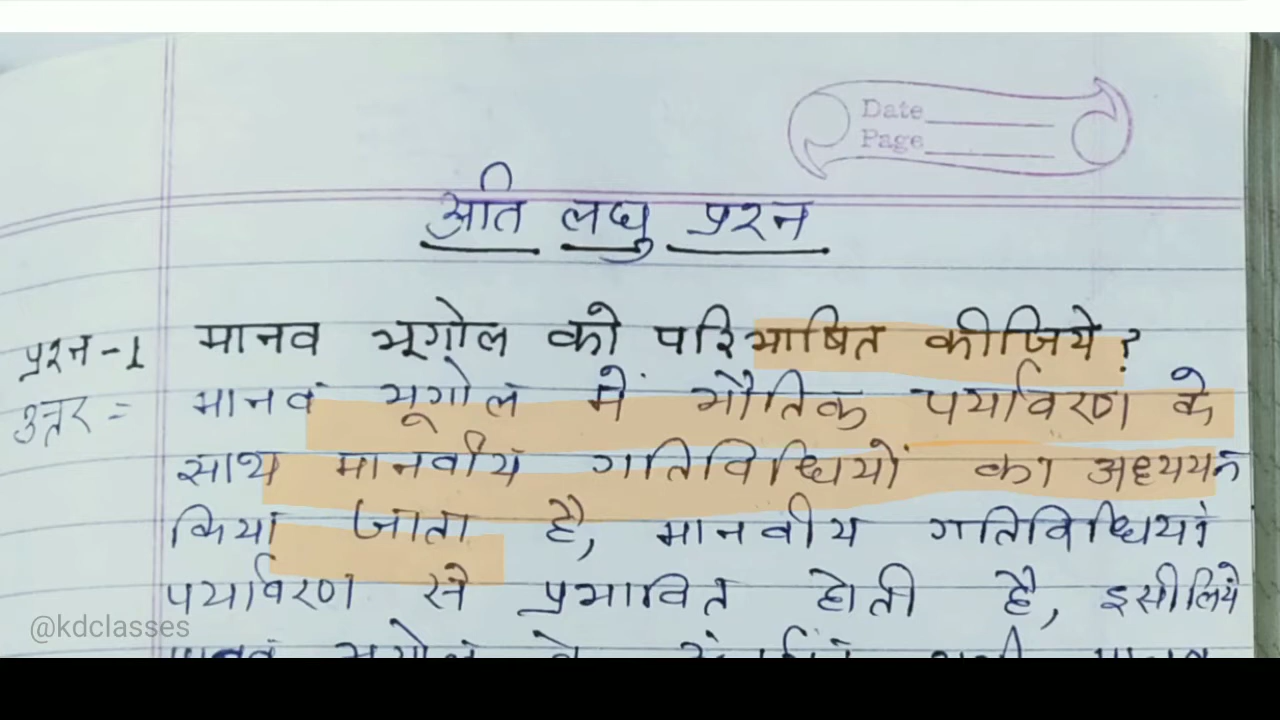 Date
Page
अति लघु प्रश्न
प्रश्न-1 मानव भूगोल को परिभाषित कीजिये?
उत्तर = मानव भूगोल में भौतिक पर्यावरण के
साथ मानवीय गतिविधियों का अध्ययन
किया जाता है, मानवीय गतिविधियां
पर्यावरण से प्रभावित होती है, इसीलिये
@kdclasses